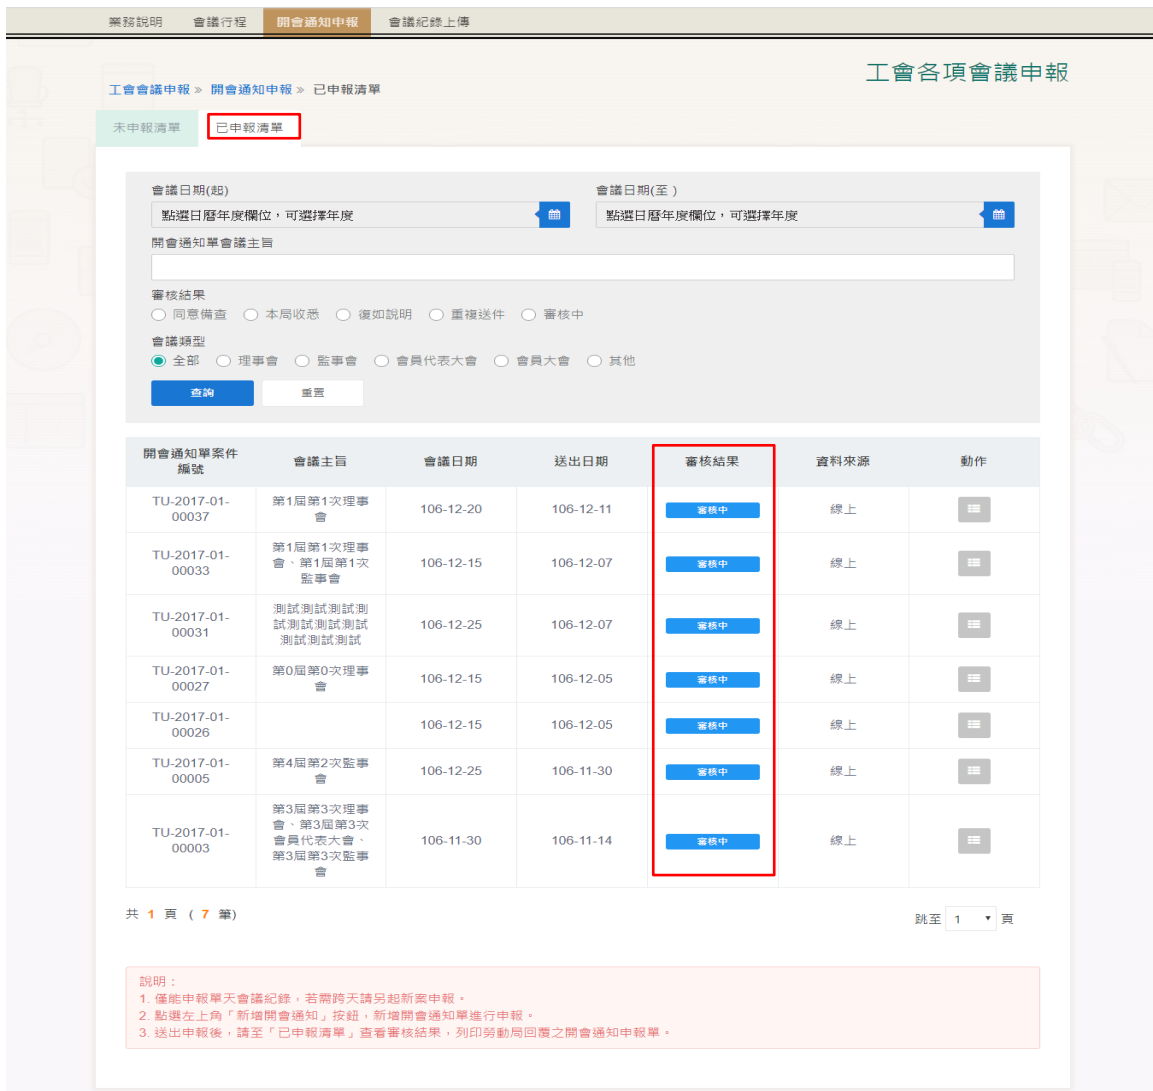 業務說明 會議行程 開會通知申報 會議紀錄上傳
工會各項會議申報
工會會議申報 » 開會通知申報 » 已申報清單
未申報清單 已申報清單
會議日期(起) 會議日期(至 )
點選日曆年度欄位，可選擇年度 點選日曆年度欄位，可選擇年度
開會通知單會議主旨
審核結果
同意備查 本局收悉 復如說明 重複送件 審核中
會議類型
全部 理事會 監事會 會員代表大會 會員大會 其他
查詢 重置
開會通知單案件
編號
會議主旨 會議日期 送出日期 審核結果 資料來源 動作
TU-2017-01-
00037
第1屆第1次理事
會
106-12-20 106-12-11 審核中 線上
TU-2017-01-
00033
第1屆第1次理事
會、第1屆第1次
監事會
106-12-15 106-12-07 審核中 線上
TU-2017-01-
00031
測試測試測試測
試測試測試測試
測試測試測試
106-12-25 106-12-07 審核中 線上
TU-2017-01-
00027
第0屆第0次理事
會
106-12-15 106-12-05 審核中 線上
TU-2017-01-
00026
106-12-15 106-12-05 審核中 線上
TU-2017-01-
00005
第4屆第2次監事
會
106-12-25 106-11-30 審核中 線上
TU-2017-01-
00003
第3屆第3次理事
會、第3屆第3次
會員代表大會、
第3屆第3次監事
會
106-11-30 106-11-14 審核中 線上
共 1 頁 ( 7 筆)
跳至 1 頁
說明：
1. 僅能申報單天會議紀錄，若需跨天請另起新案申報。
2. 點選左上角「新增開會通知」按鈕，新增開會通知單進行申報。
3. 送出申報後，請至「已申報清單」查看審核結果，列印勞動局回覆之開會通知申報單。